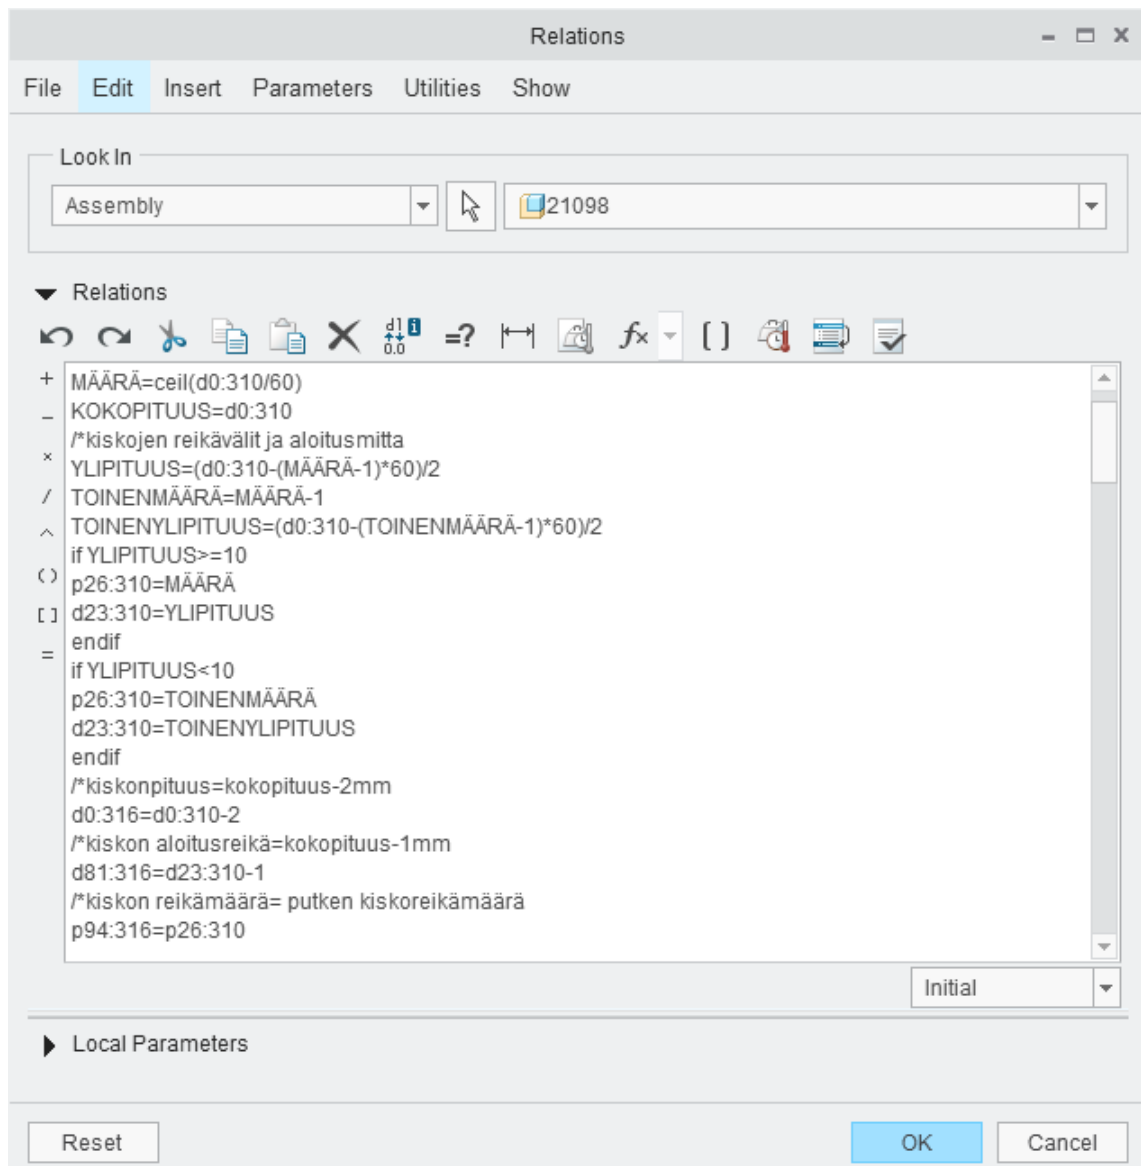 Relations
File Edit Insert Parameters Utilities Show
Look In
Assembly 21098
Relations
MÄÄRÄ=ceil(d0:310/60)
KOKOPITUUS=d0:310
/*kiskojen reikävälit ja aloitusmitta
YLIPITUUS=(d0:310-(MÄÄRÄ-1)*60)/2
TOINENMÄÄRÄ=MÄÄRÄ-1
TOINENYLIPITUUS=(d0:310-(TOINENMÄÄRÄ-1)*60)/2
if YLIPITUUS>=10
p26:310=MÄÄRÄ
d23:310=YLIPITUUS
endif
if YLIPITUUS<10
p26:310=TOINENMÄÄRÄ
d23:310=TOINENYLIPITUUS
endif
/*kiskonpituus=kokopituus-2mm
d0:316=d0:310-2
/*kiskon aloitusreikä=kokopituus-1mm
d81:316=d23:310-1
/*kiskon reikämäärä= putken kiskoreikämäärä
p94:316=p26:310
Initial
Local Parameters
Reset OK Cancel